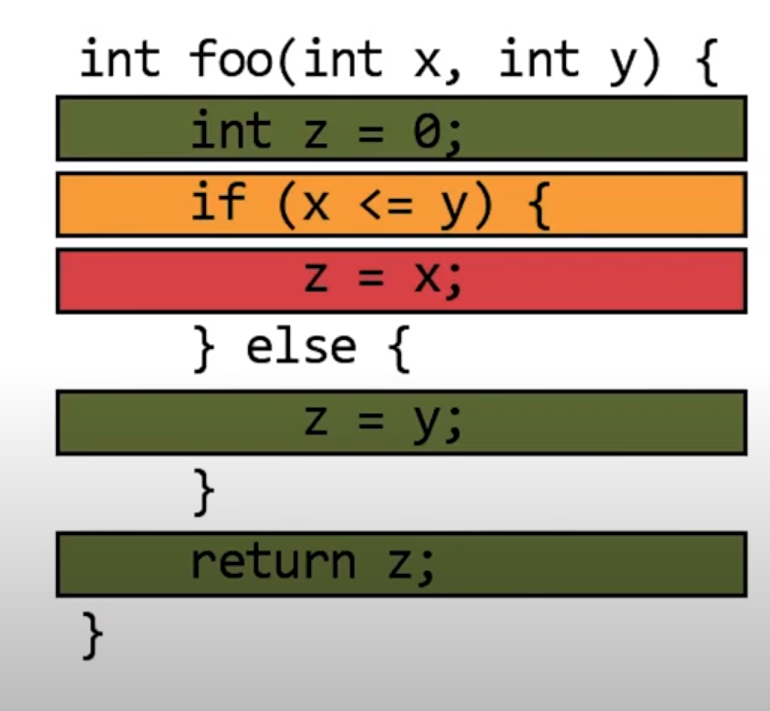 int foo(int x, int y) {
int z = 0;
if (x <= y) {
z = x;
} else {
z = y;
}
return z;
}